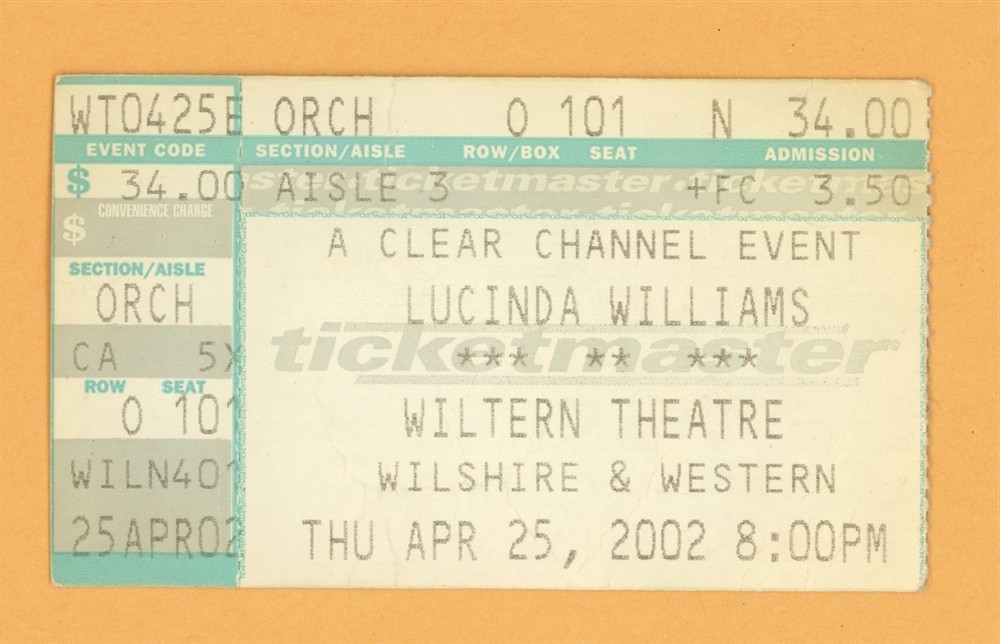 WT0425E ORCH O 101 N 34.00
EVENT CODE SECTION/AISLE ROW/BOX SEAT ADMISSION
$ 34.00 AISLE 3 +FC 3.50
ticketmaster • ticketmaster
CONVENIENCE CHARGE
$
A CLEAR CHANNEL EVENT
SECTION/AISLE
ORCH
LUCINDA WILLIAMS
CA 5X
ticketmaster
*** ** ***
ROW SEAT
O 101
WILTERN THEATRE
WILN401
WILSHIRE & WESTERN
25APR02
THU APR 25, 2002 8:00PM